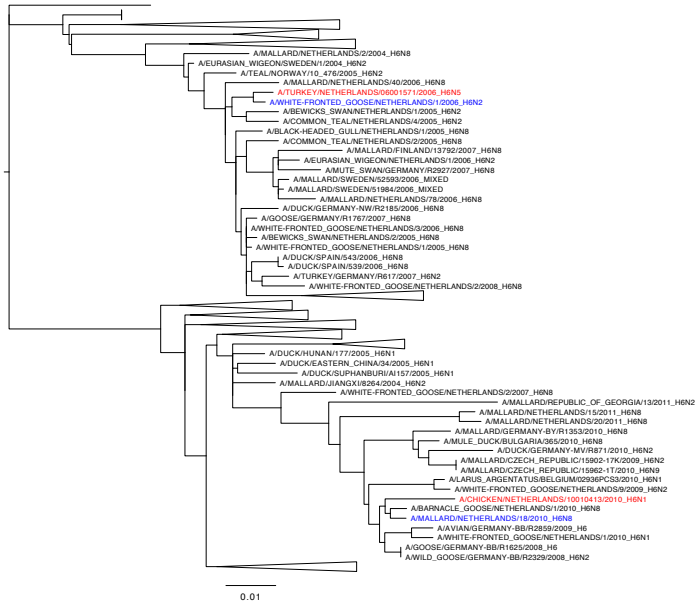 A/MALLARD/NETHERLANDS/2/2004_H6N8
A/EURASIAN_WIGEON/SWEDEN/1/2004_H6N2
A/TEAL/NORWAY/10_476/2005_H6N2
A/MALLARD/NETHERLANDS/40/2006_H6N8
A/TURKEY/NETHERLANDS/06001571/2006_H6N5
A/WHITE-FRONTED_GOOSE/NETHERLANDS/1/2006_H6N2
A/BEWICKS_SWAN/NETHERLANDS/1/2005_H6N2
A/COMMON_TEAL/NETHERLANDS/4/2005_H6N2
A/BLACK-HEADED_GULL/NETHERLANDS/1/2005_H6N8
A/COMMON_TEAL/NETHERLANDS/2/2005_H6N8
A/MALLARD/FINLAND/13792/2007_H6N8
A/EURASIAN_WIGEON/NETHERLANDS/1/2006_H6N2
A/MUTE_SWAN/GERMANY/R2927/2007_H6N8
A/MALLARD/SWEDEN/52593/2006_MIXED
A/MALLARD/SWEDEN/51984/2006_MIXED
A/MALLARD/NETHERLANDS/78/2006_H6N8
A/DUCK/GERMANY-NW/R2185/2006_H6N8
A/GOOSE/GERMANY/R1767/2007_H6N8
A/WHITE-FRONTED_GOOSE/NETHERLANDS/3/2006_H6N8
A/BEWICKS_SWAN/NETHERLANDS/2/2005_H6N8
A/WHITE-FRONTED_GOOSE/NETHERLANDS/1/2005_H6N8
A/DUCK/SPAIN/543/2006_H6N8
A/DUCK/SPAIN/539/2006_H6N8
A/TURKEY/GERMANY/R617/2007_H6N2
A/WHITE-FRONTED_GOOSE/NETHERLANDS/2/2008_H6N8
A/DUCK/HUNAN/177/2005_H6N1
A/DUCK/EASTERN_CHINA/34/2005_H6N1
A/DUCK/SUPHANBURI/AI157/2005_H6N1
A/MALLARD/JIANGXI/8264/2004_H6N2
A/WHITE-FRONTED_GOOSE/NETHERLANDS/2/2007_H6N8
A/MALLARD/REPUBLIC_OF_GEORGIA/13/2011_H6N2
A/MALLARD/NETHERLANDS/15/2011_H6N8
A/MALLARD/NETHERLANDS/20/2011_H6N8
A/MALLARD/GERMANY-BY/R1353/2010_H6N8
A/MULE_DUCK/BULGARIA/365/2010_H6N8
A/DUCK/GERMANY-MV/R871/2010_H6N2
A/MALLARD/CZECH_REPUBLIC/15902-17K/2009_H6N2
A/MALLARD/CZECH_REPUBLIC/15962-1T/2010_H6N9
A/LARUS_ARGENTATUS/BELGIUM/02936PCS3/2010_H6N1
A/WHITE-FRONTED_GOOSE/NETHERLANDS/9/2009_H6N2
A/CHICKEN/NETHERLANDS/10010413/2010_H6N1
A/BARNACLE_GOOSE/NETHERLANDS/1/2010_H6N8
A/MALLARD/NETHERLANDS/18/2010_H6N8
A/AVIAN/GERMANY-BB/R2859/2009_H6
A/WHITE-FRONTED_GOOSE/NETHERLANDS/1/2010_H6N1
A/GOOSE/GERMANY-BB/R1625/2008_H6
A/WILD_GOOSE/GERMANY-BB/R2329/2008_H6N2
0.01